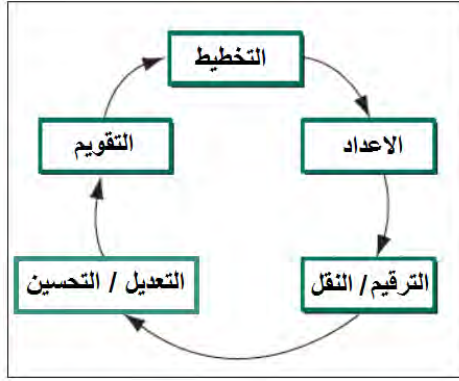 التخطيط
الاعداد
الترقيم / النقل
التعديل / التحسين
التقويم